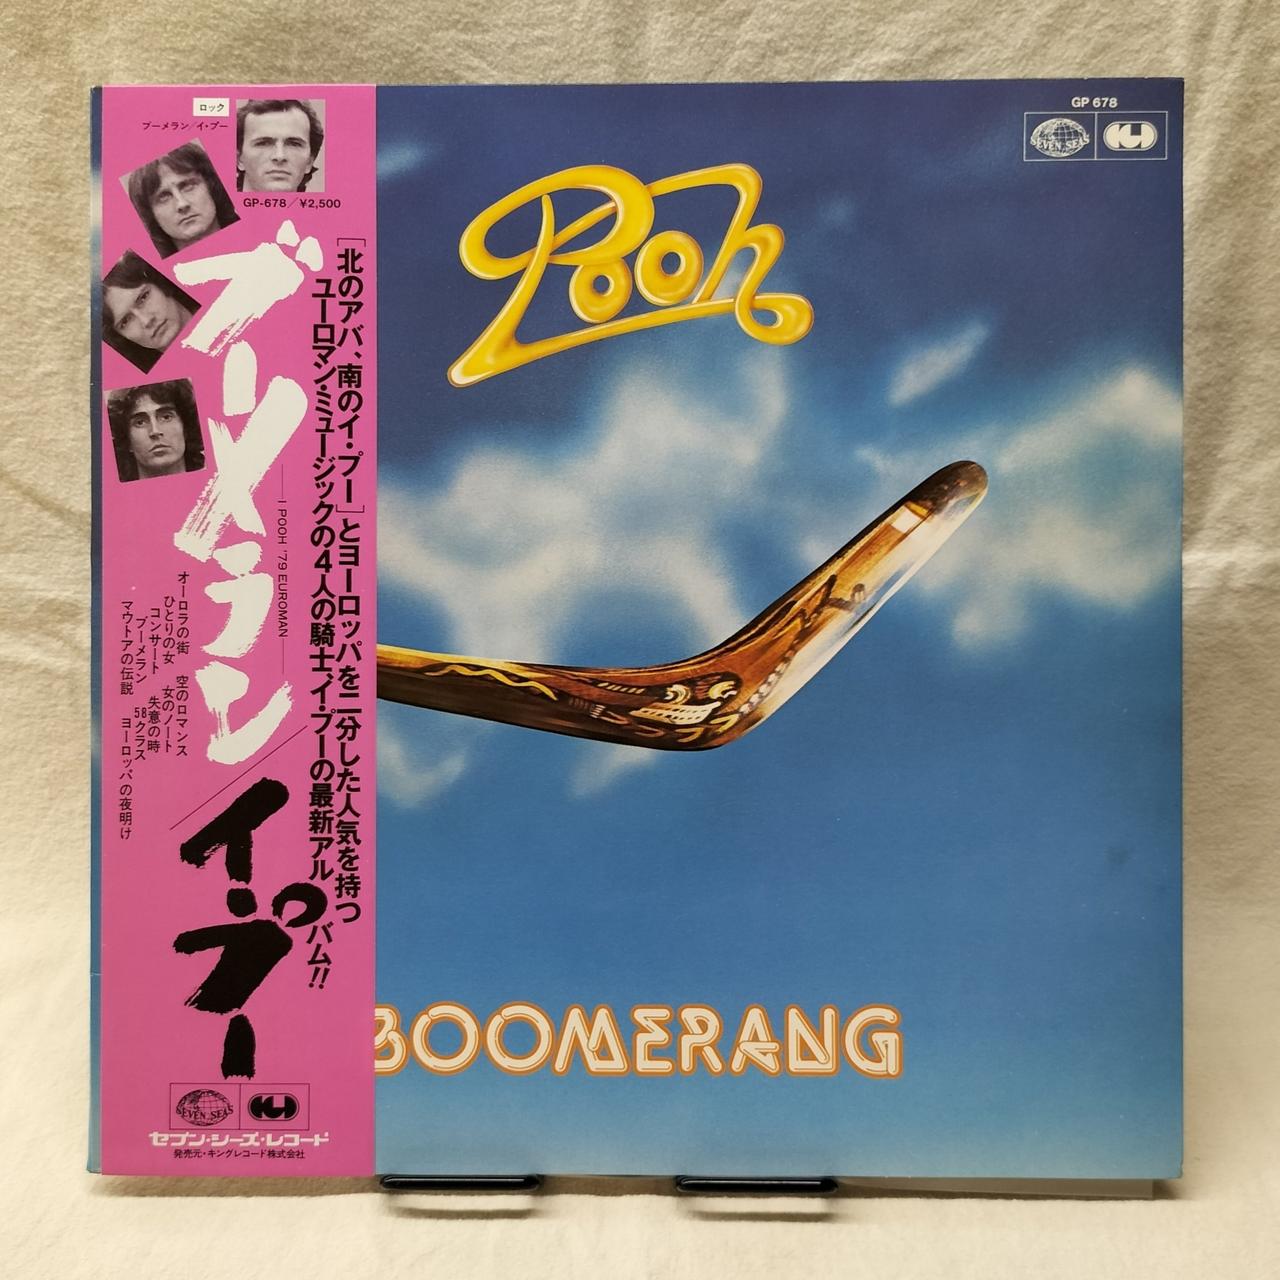 ロック
ブーメラン/イ・プー
GP-678/¥2,500
[北のアバ、南のイ・プー]とヨーロッパを二分した人気を持つ
ユーロマン・ミュージックの4人の騎士、イ・プーの最新アルバム!!
ブーメラン/イ・プー
I POOH '79 EUROMAN
オーロラの街 空のロマンス
ひとりの女 女のノート
コンサート 失意の時
ブーメラン 58クラス
マウトアの伝説 ヨーロッパの夜明け
SEVEN SEAS
セブン・シーズ・レコード
発売元・キングレコード株式会社
GP 678
SEVEN SEAS
Pooh
BOOMERANG